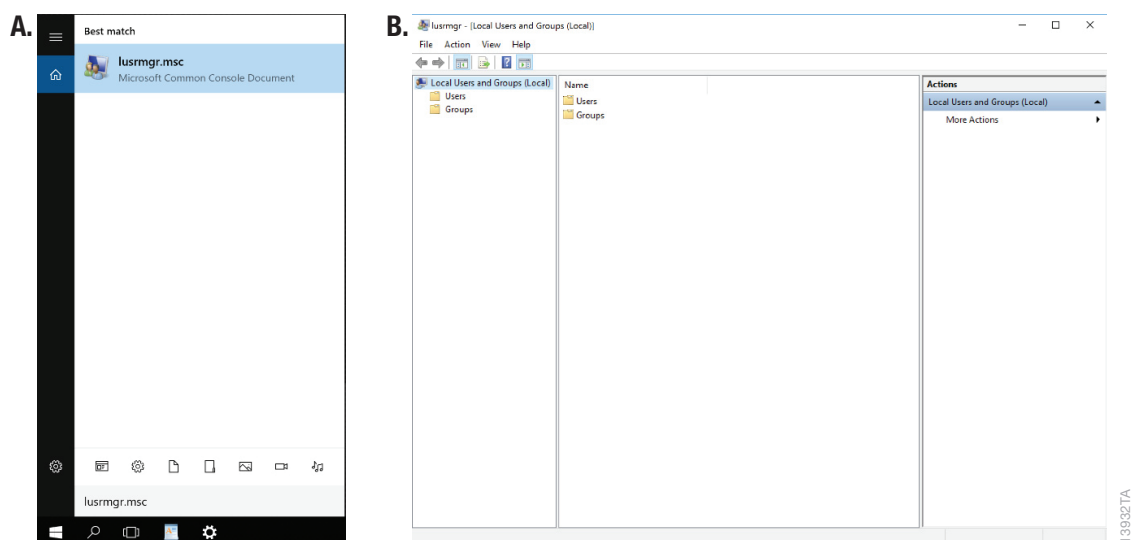 A.
Best match
lusrmgr.msc
Microsoft Common Console Document
lusrmgr.msc
B.
lusrmgr - [Local Users and Groups (Local)]
File Action View Help
Local Users and Groups (Local)
Users
Groups
Name
Users
Groups
Actions
Local Users and Groups (Local)
More Actions
13932TA